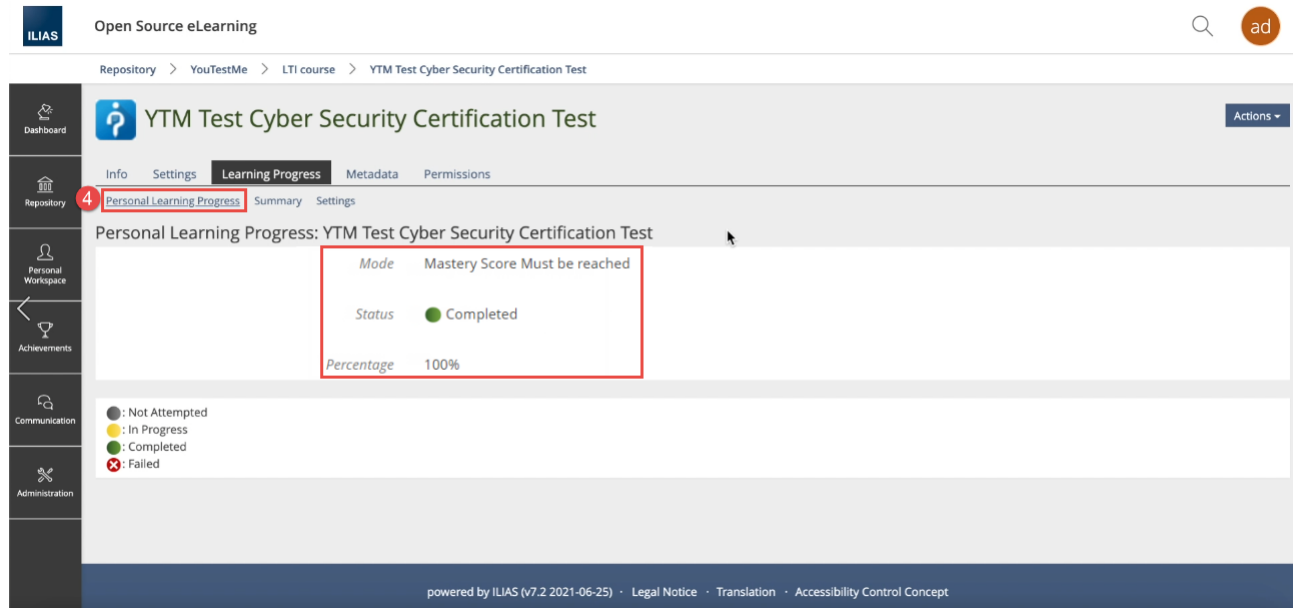 ILIAS
Open Source eLearning
ad
Repository > YouTestMe > LTI course > YTM Test Cyber Security Certification Test
Dashboard
YTM Test Cyber Security Certification Test
Actions
Info Settings Learning Progress Metadata Permissions
Repository
4
Personal Learning Progress Summary Settings
Personal Learning Progress: YTM Test Cyber Security Certification Test
Mode Mastery Score Must be reached
Personal
Workspace
Status Completed
Achievements
Percentage 100%
Communication
: Not Attempted
: In Progress
: Completed
: Failed
Administration
powered by ILIAS (v7.2 2021-06-25) · Legal Notice · Translation · Accessibility Control Concept